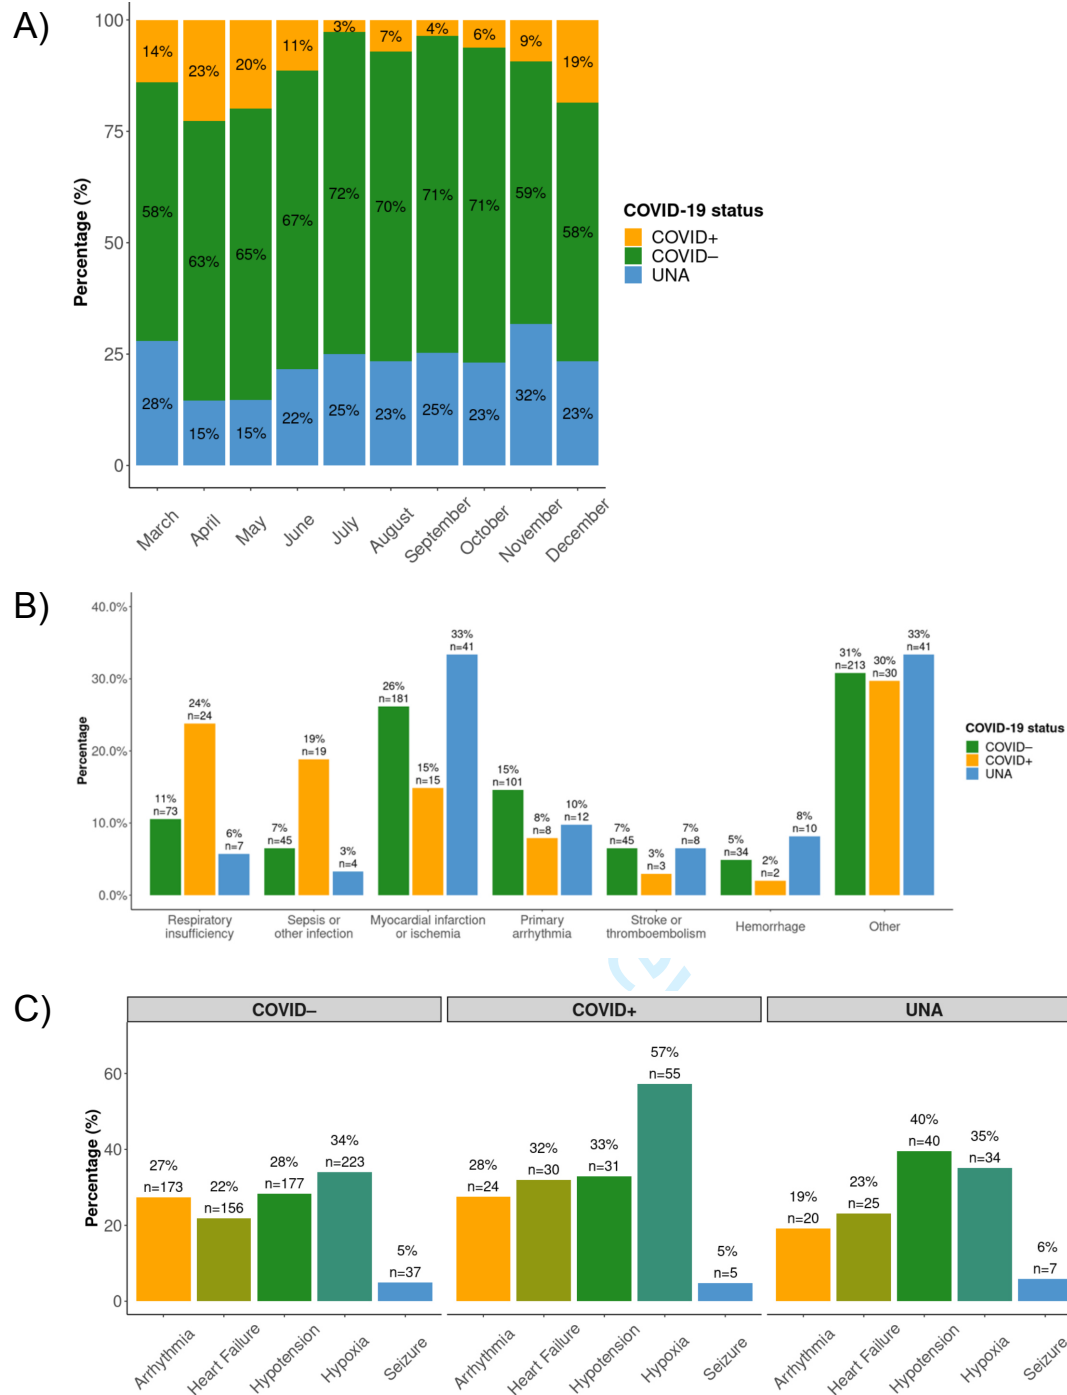 A)
100
75
50
25
0
Percentage (%)
14%
23%
20%
11%
3%
7%
4%
6%
9%
19%
58%
63%
65%
67%
72%
70%
71%
71%
59%
58%
28%
15%
15%
22%
25%
23%
25%
23%
32%
23%
March
April
May
June
July
August
September
October
November
December
COVID-19 status
COVID+
COVID–
UNA
B)
40.0%
30.0%
20.0%
10.0%
0.0%
Percentage
11%
n=73
24%
n=24
6%
n=7
7%
n=45
19%
n=19
3%
n=4
26%
n=181
15%
n=15
33%
n=41
15%
n=101
8%
n=8
10%
n=12
7%
n=45
3%
n=3
7%
n=8
5%
n=34
2%
n=2
8%
n=10
31%
n=213
30%
n=30
33%
n=41
Respiratory
insufficiency
Sepsis or
other infection
Myocardial infarction
or ischemia
Primary
arrhythmia
Stroke or
thromboembolism
Hemorrhage
Other
COVID-19 status
COVID–
COVID+
UNA
C)
COVID–
COVID+
UNA
60
40
20
0
Percentage (%)
27%
n=173
22%
n=156
28%
n=177
34%
n=223
5%
n=37
28%
n=24
32%
n=30
33%
n=31
57%
n=55
5%
n=5
19%
n=20
23%
n=25
40%
n=40
35%
n=34
6%
n=7
Arrhythmia
Heart Failure
Hypotension
Hypoxia
Seizure
Arrhythmia
Heart Failure
Hypotension
Hypoxia
Seizure
Arrhythmia
Heart Failure
Hypotension
Hypoxia
Seizure